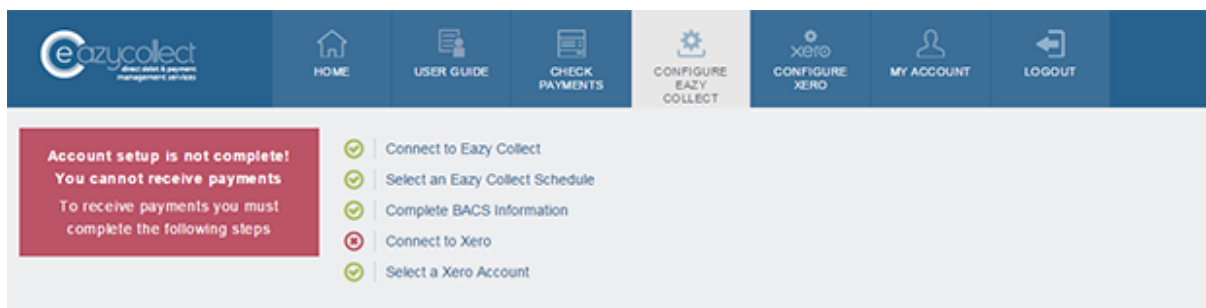 eazycollect
direct debit & payment
management services
HOME
USER GUIDE
CHECK
PAYMENTS
CONFIGURE
EAZY
COLLECT
xero
CONFIGURE
XERO
MY ACCOUNT
LOGOUT
Account setup is not complete!
You cannot receive payments
To receive payments you must
complete the following steps
Connect to Eazy Collect
Select an Eazy Collect Schedule
Complete BACS Information
Connect to Xero
Select a Xero Account